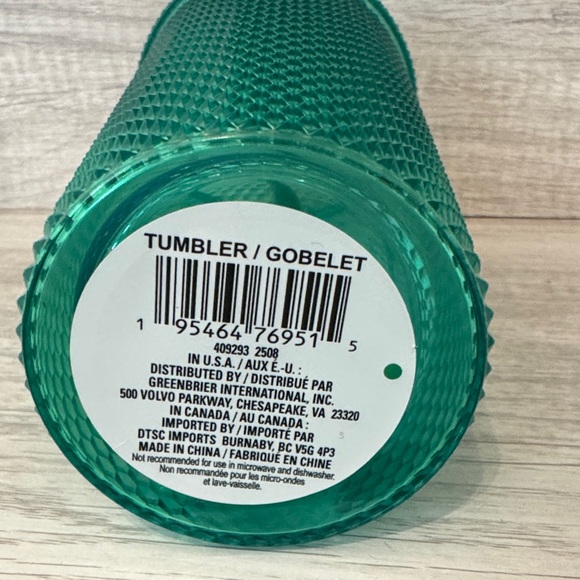 TUMBLER / GOBELET
1 95464 76951 5
409293 2508
IN U.S.A. / AUX É.-U. :
DISTRIBUTED BY / DISTRIBUÉ PAR
GREENBRIER INTERNATIONAL, INC.
500 VOLVO PARKWAY, CHESAPEAKE, VA 23320
IN CANADA / AU CANADA :
IMPORTED BY / IMPORTÉ PAR
DTSC IMPORTS BURNABY, BC V5G 4P3
MADE IN CHINA / FABRIQUÉ EN CHINE
Not recommended for use in microwave and dishwasher.
Non recommandée pour les micro-ondes
et lave-vaisselle.